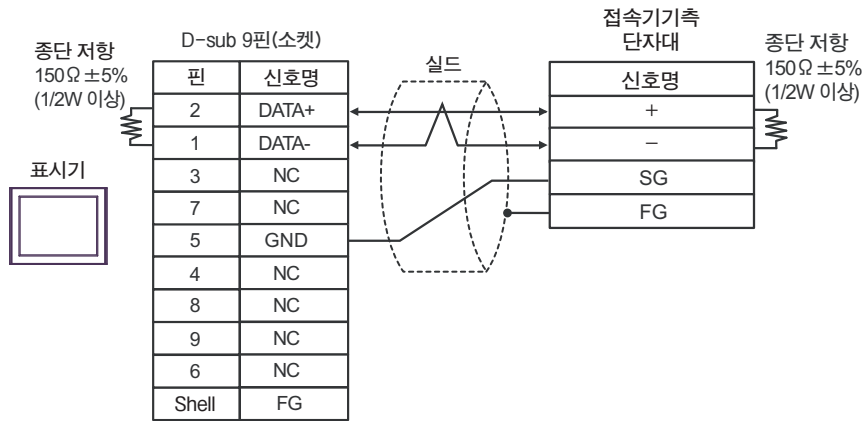 접속기기측
단자대
D-sub 9핀(소켓)
종단 저항
150Ω ±5%
(1/2W 이상)
실드
종단 저항
150Ω ±5%
(1/2W 이상)
표시기
핀 신호명
2 DATA+
1 DATA-
3 NC
7 NC
5 GND
4 NC
8 NC
9 NC
6 NC
Shell FG
신호명
+
−
SG
FG